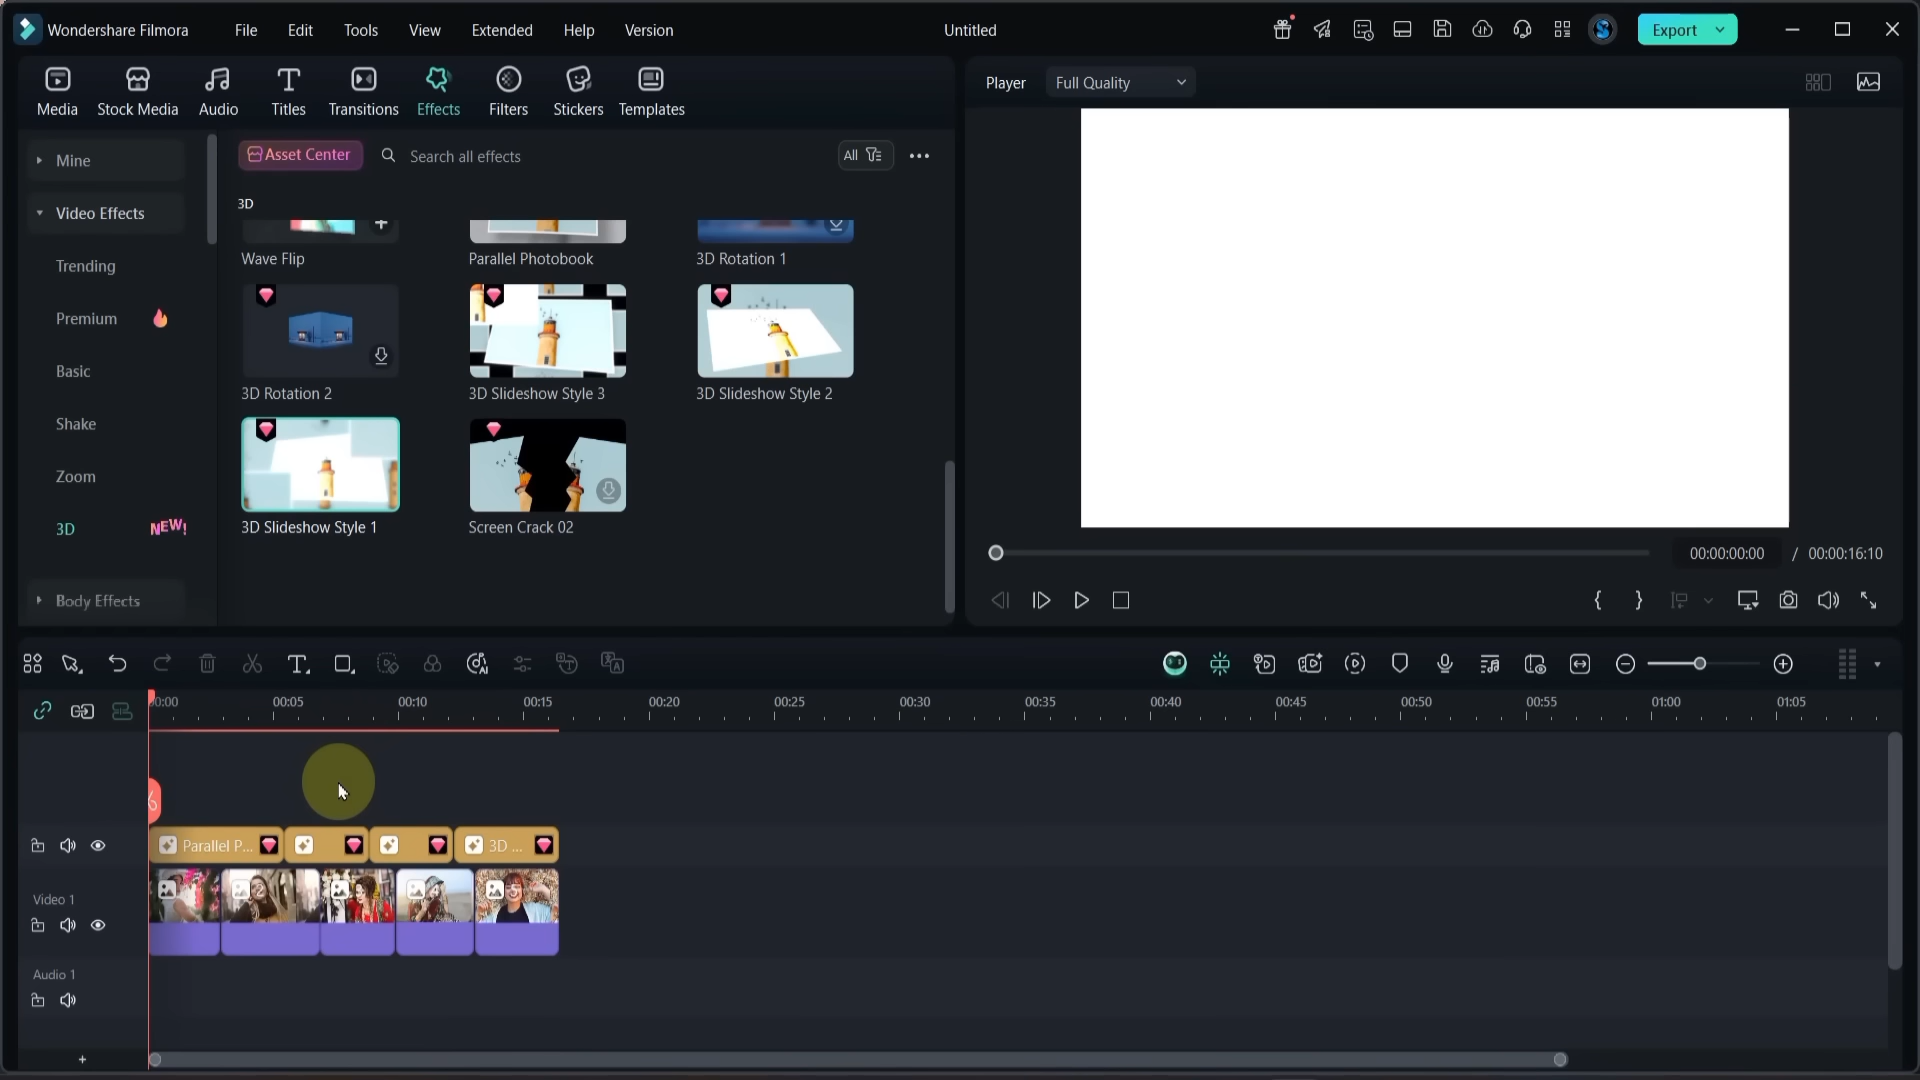 Wondershare Filmora File Edit Tools View Extended Help Version Untitled Export
Media Stock Media Audio Titles Transitions Effects Filters Stickers Templates
Player Full Quality
Mine
Video Effects
Trending
Premium
Basic
Shake
Zoom
3D NEW!
Body Effects
Asset Center Search all effects All
3D
Wave Flip Parallel Photobook 3D Rotation 1
3D Rotation 2 3D Slideshow Style 3 3D Slideshow Style 2
3D Slideshow Style 1 Screen Crack 02
00:00:00:00 / 00:00:16:10
00:05 00:10 00:15 00:20 00:25 00:30 00:35 00:40 00:45 00:50 00:55 01:00 01:05
Parallel P... 3D ...
Video 1
Audio 1